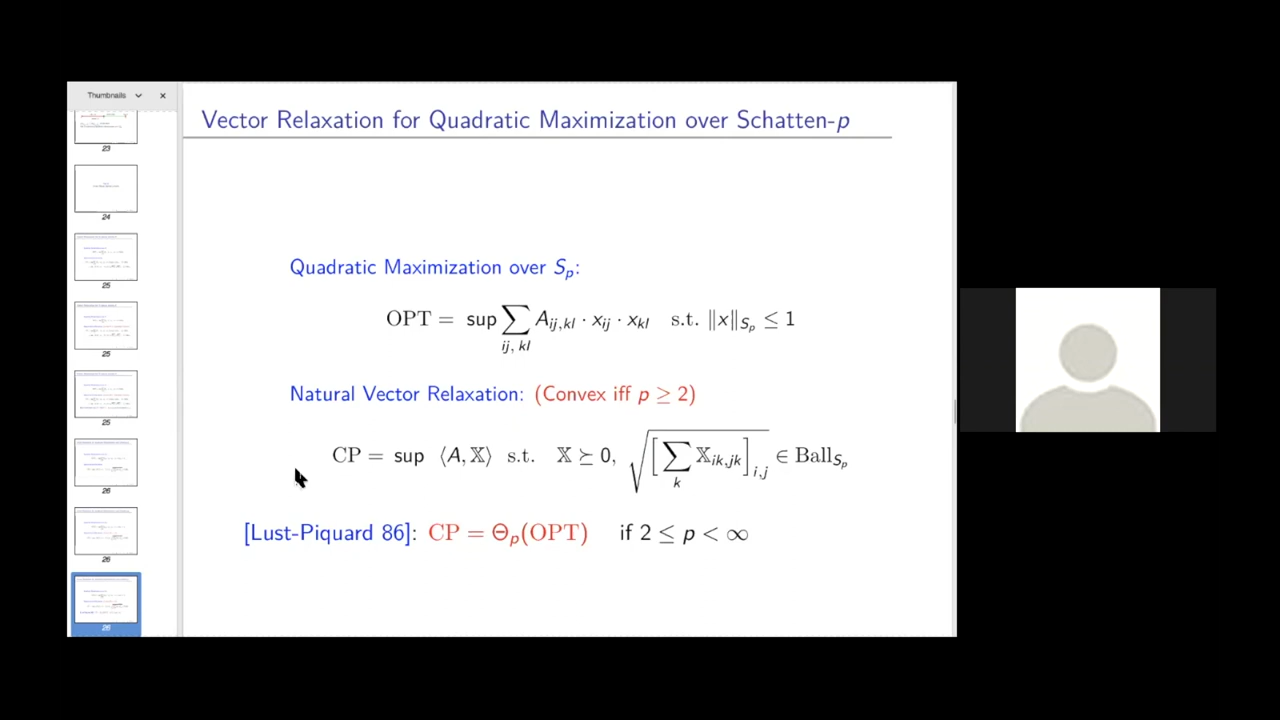 Thumbnails
23
24
25
25
25
26
26
26
Vector Relaxation for Quadratic Maximization over Schatten-p
Quadratic Maximization over S_p:
OPT = sup ∑_{ij, kl} A_{ij,kl} · x_{ij} · x_{kl} s.t. ‖x‖_{S_p} ≤ 1
Natural Vector Relaxation: (Convex iff p ≥ 2)
CP = sup ⟨A, 𝕏⟩ s.t. 𝕏 ⪰ 0, √([∑_k 𝕏_{ik,jk}]_{i,j}) ∈ Ball_{S_p}
[Lust-Piquard 86]: CP = Θ_p(OPT) if 2 ≤ p < ∞